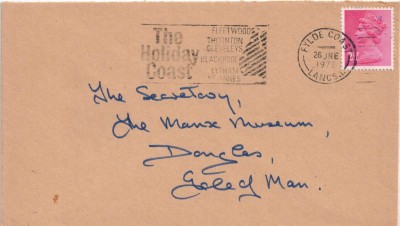 The
Holiday
Coast
FLEETWOOD
THORNTON
CLEVELEYS
BLACKPOOL
LYTHAM
ST ANNES
FYLDE COAST
26 JNE
1972
LANCS.
The Secretary,
The Manx Museum,
Douglas,
Isle of Man.